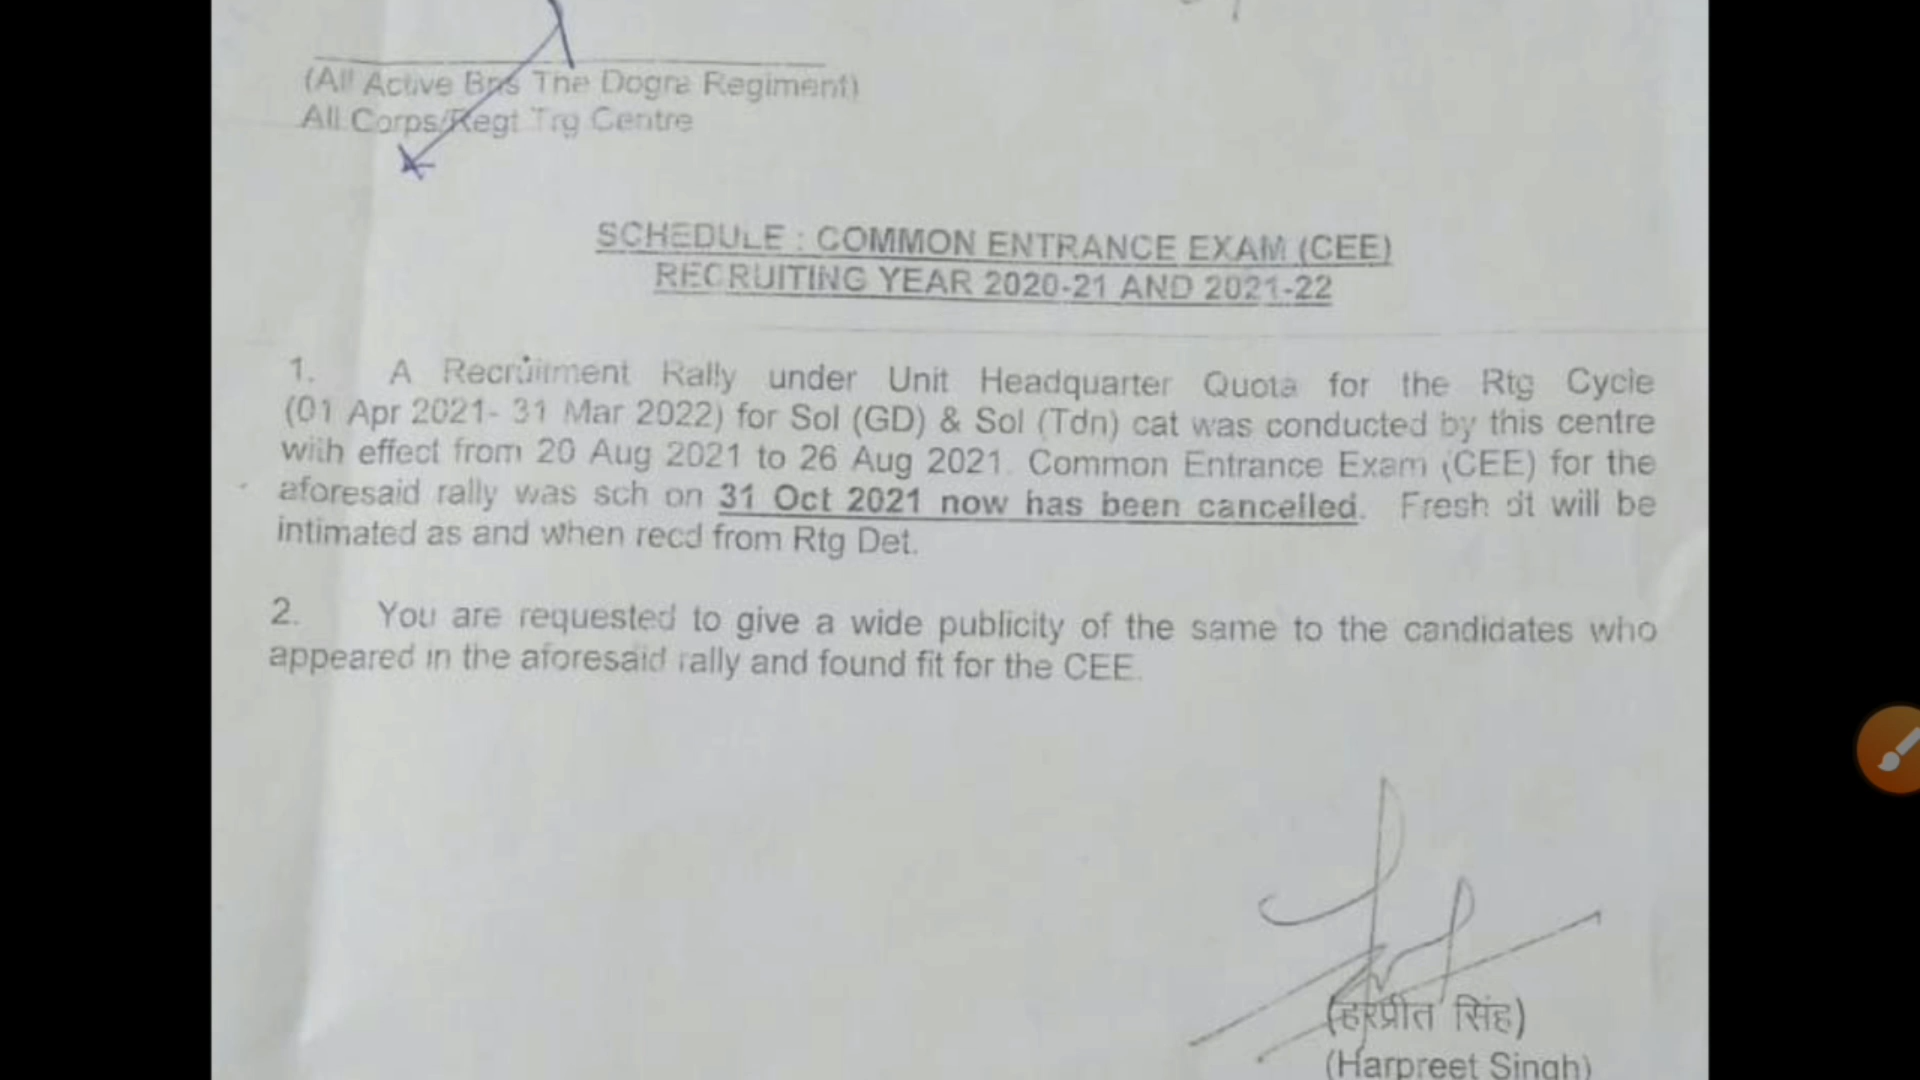 (All Active Bns The Dogra Regiment)
All Corps/Regt Trg Centre
SCHEDULE : COMMON ENTRANCE EXAM (CEE)
RECRUITING YEAR 2020-21 AND 2021-22
1. A Recruitment Rally under Unit Headquarter Quota for the Rtg Cycle
(01 Apr 2021- 31 Mar 2022) for Sol (GD) & Sol (Tdn) cat was conducted by this centre
with effect from 20 Aug 2021 to 26 Aug 2021. Common Entrance Exam (CEE) for the
aforesaid rally was sch on 31 Oct 2021 now has been cancelled. Fresh dt will be
intimated as and when recd from Rtg Det.
2. You are requested to give a wide publicity of the same to the candidates who
appeared in the aforesaid rally and found fit for the CEE.
(हरप्रीत सिंह)
(Harpreet Singh)